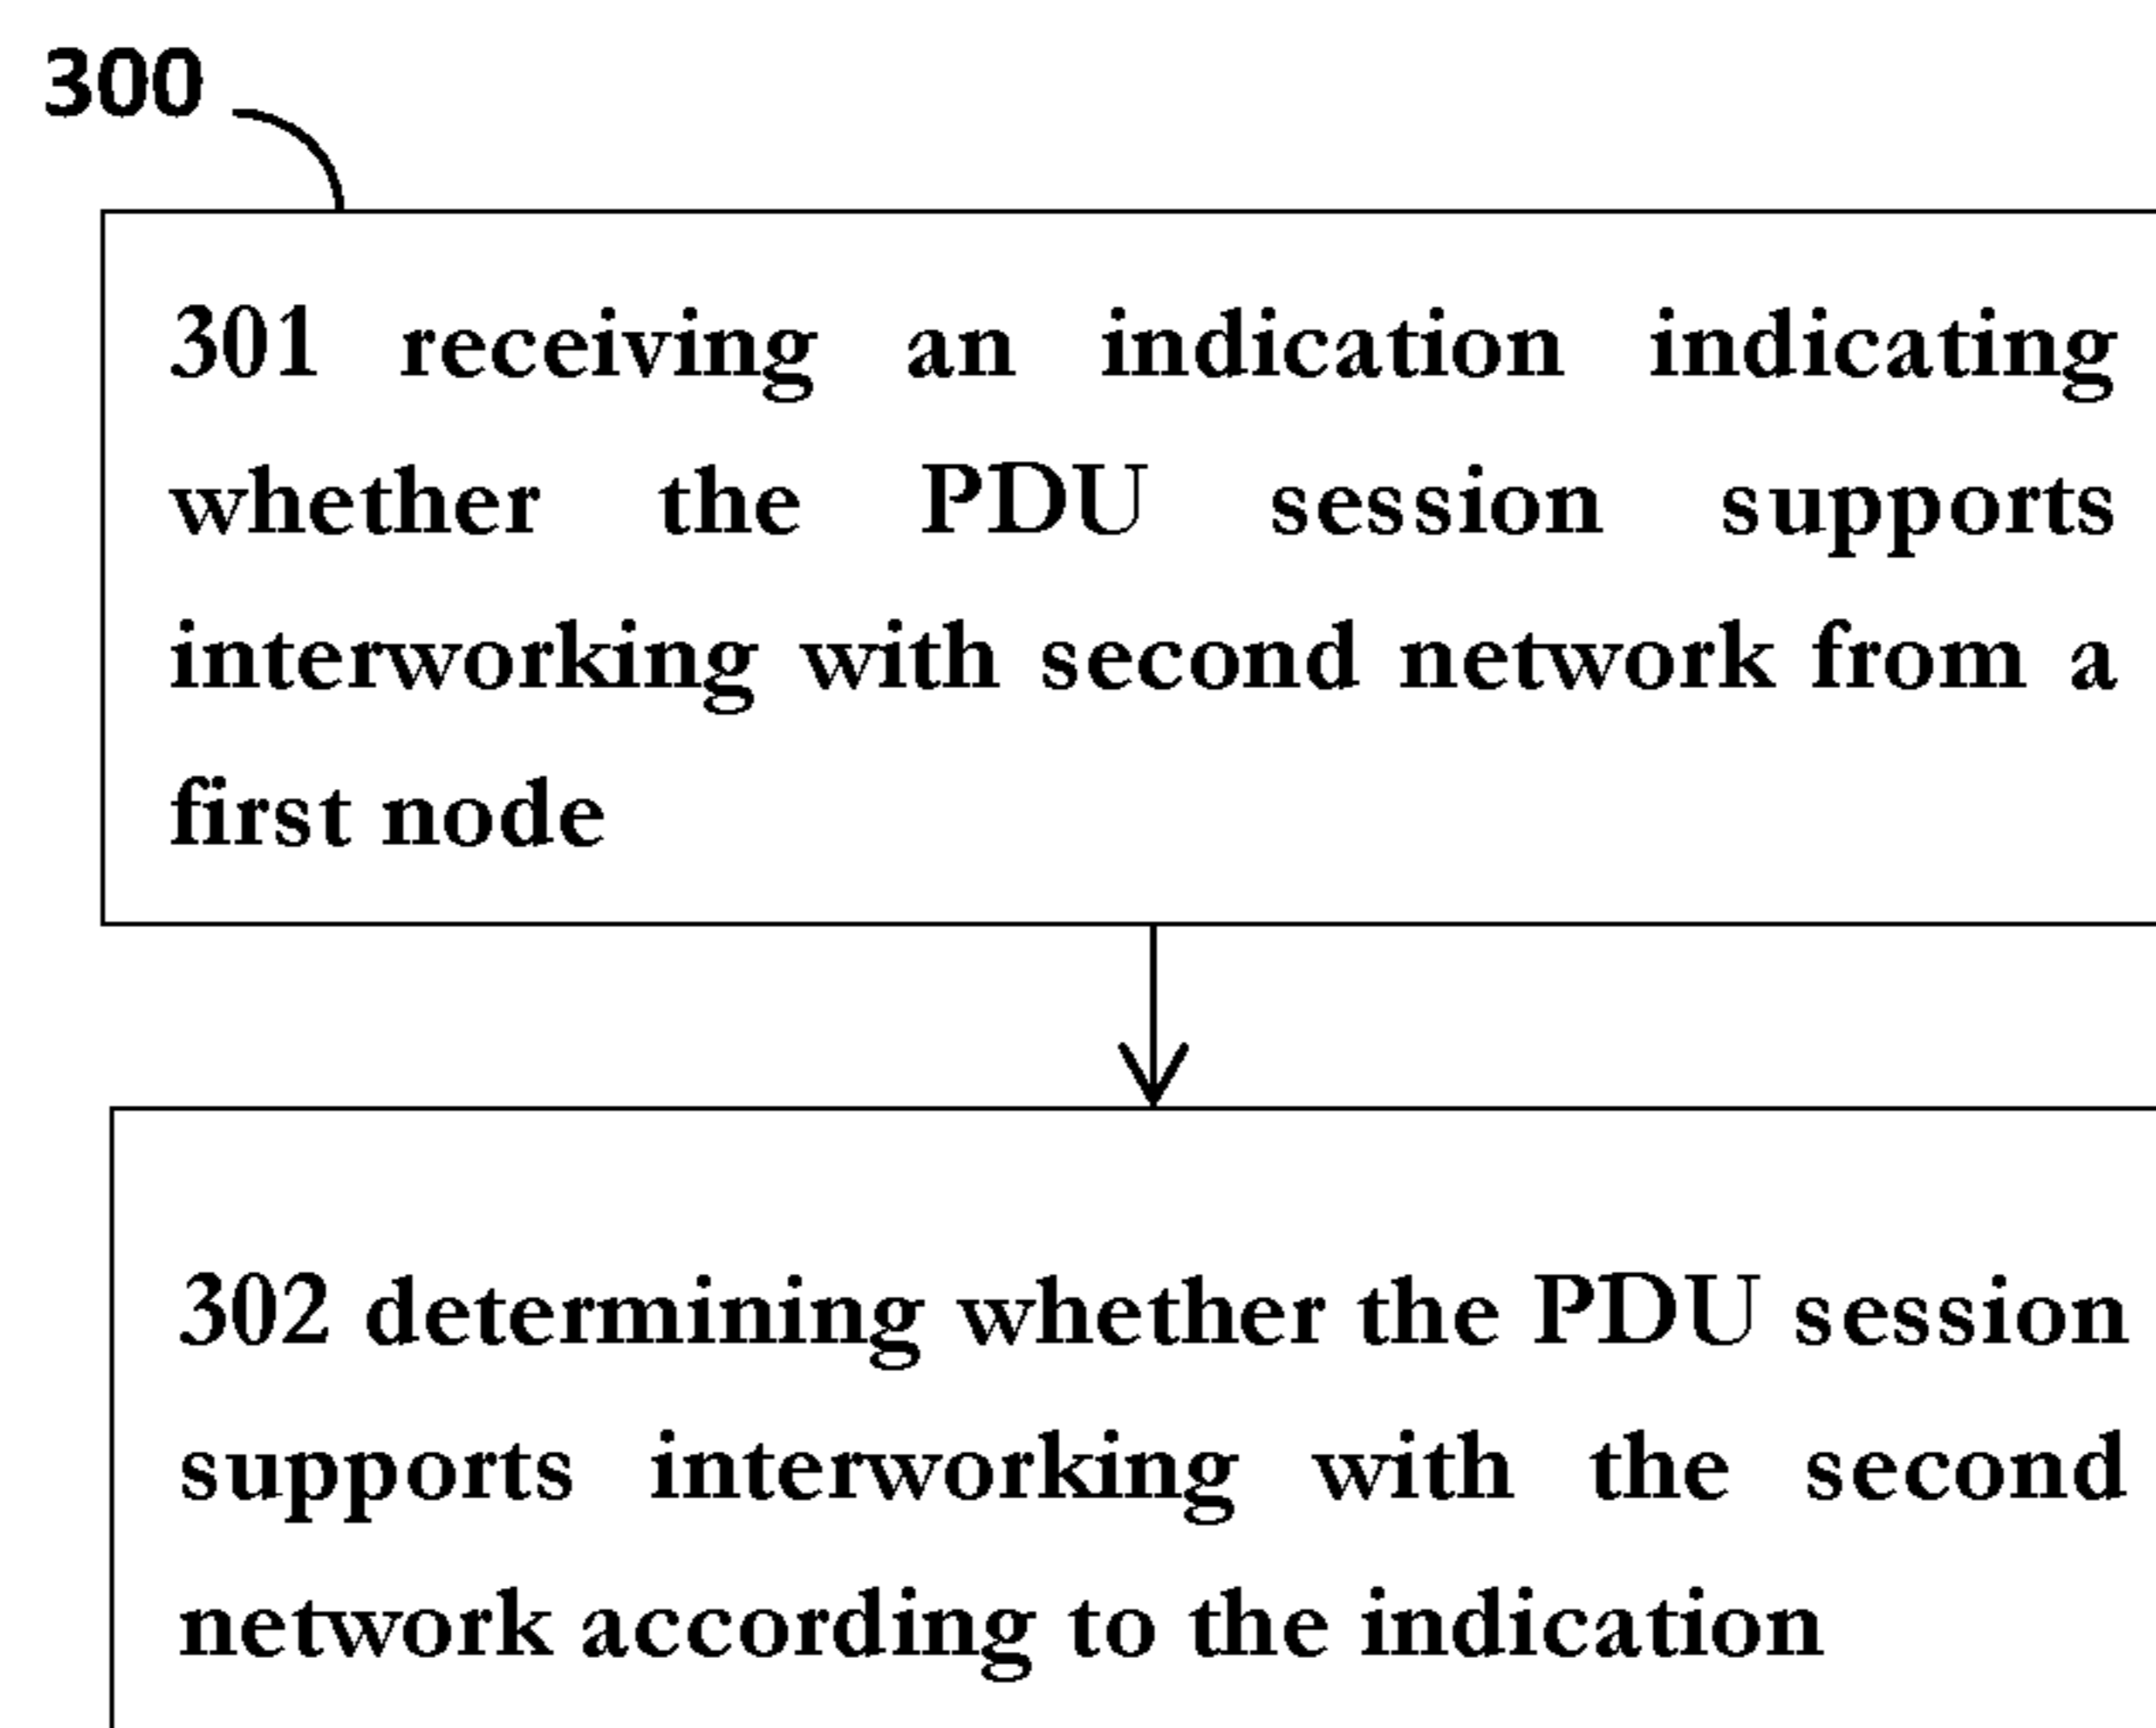 300
301 receiving an indication indicating
whether the PDU session supports
interworking with second network from a
first node
302 determining whether the PDU session
supports interworking with the second
network according to the indication